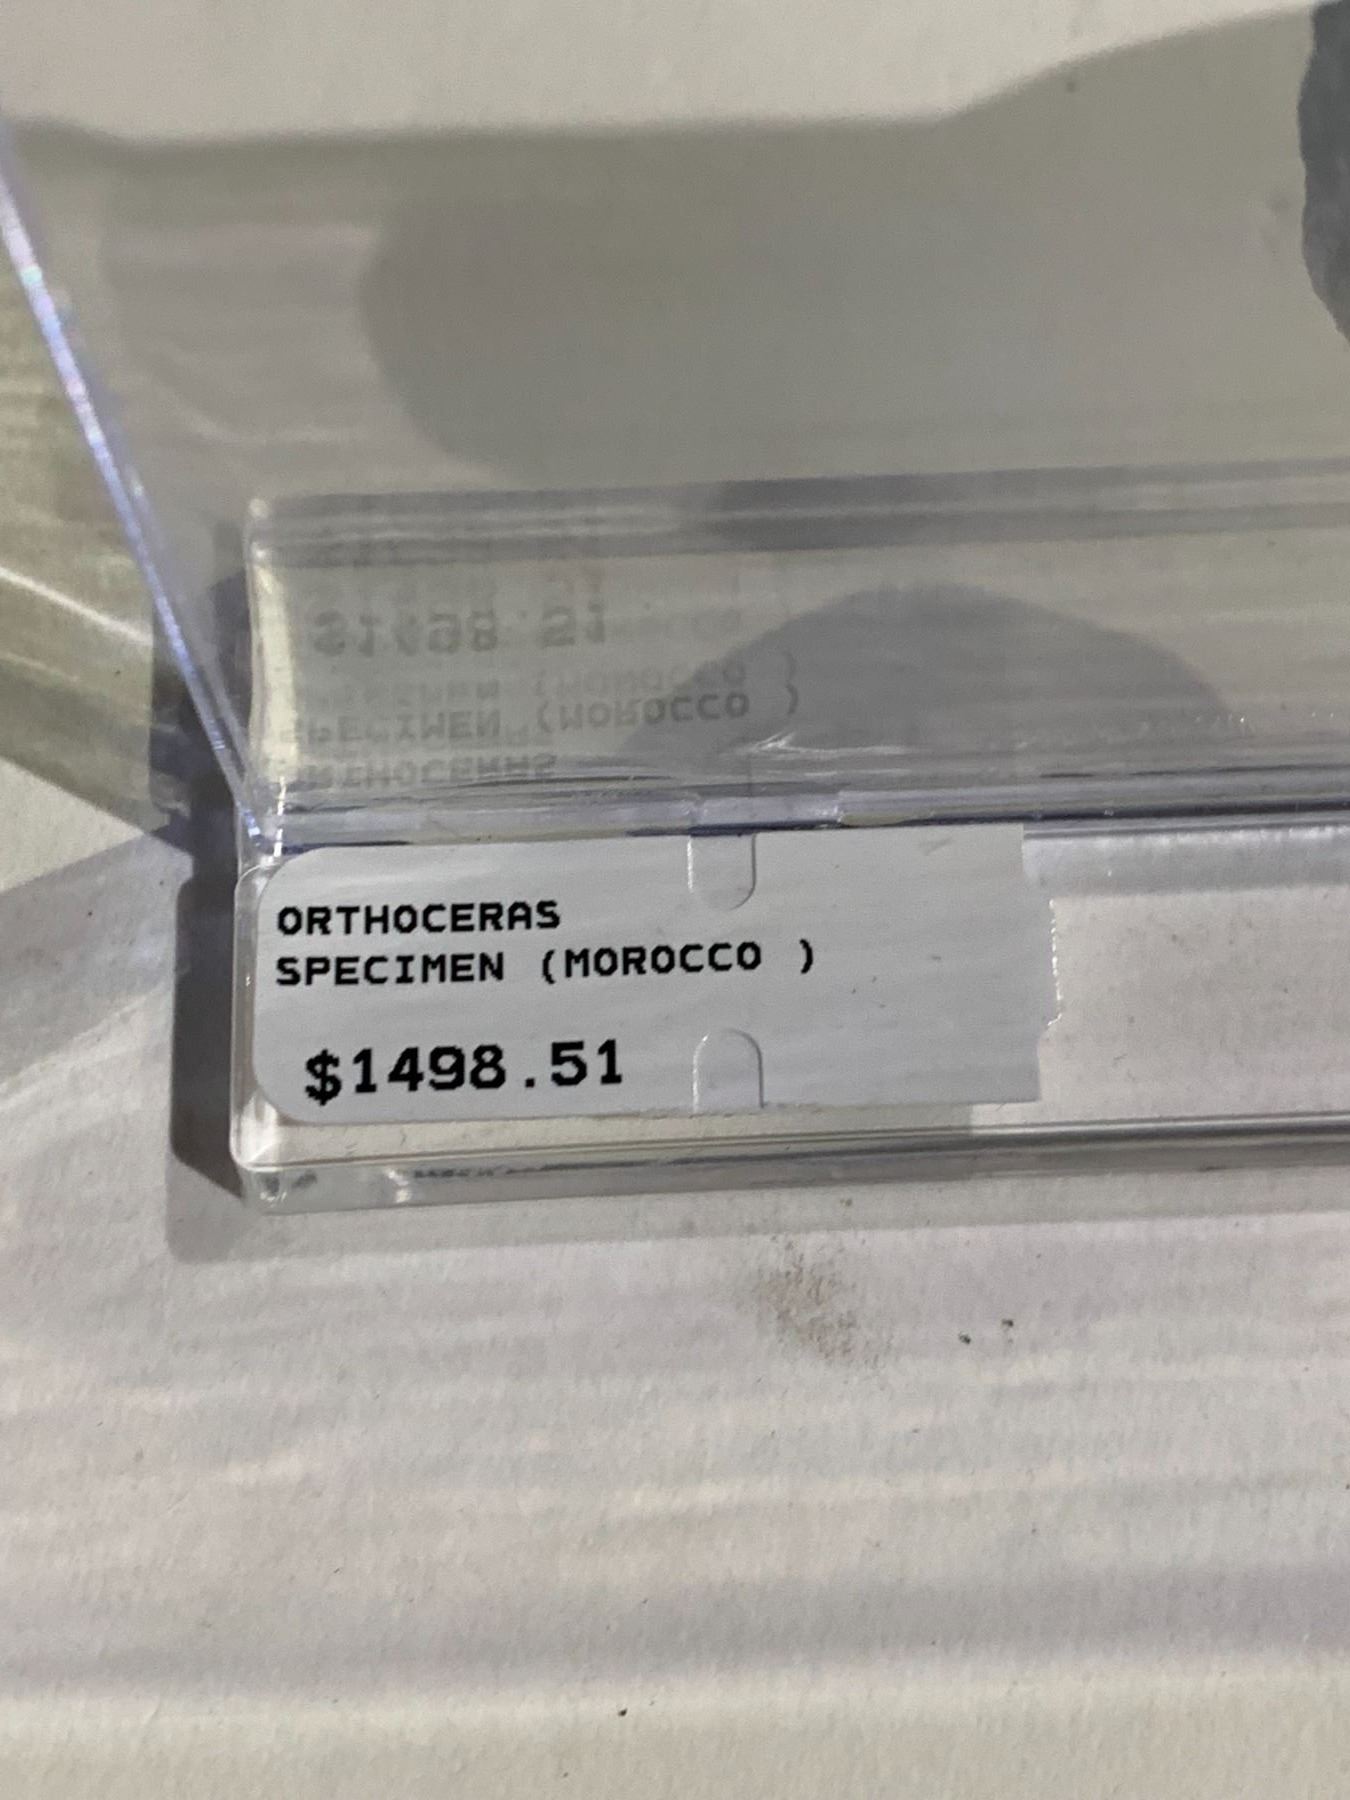 ORTHOCERAS
SPECIMEN (MOROCCO )
$1498.51